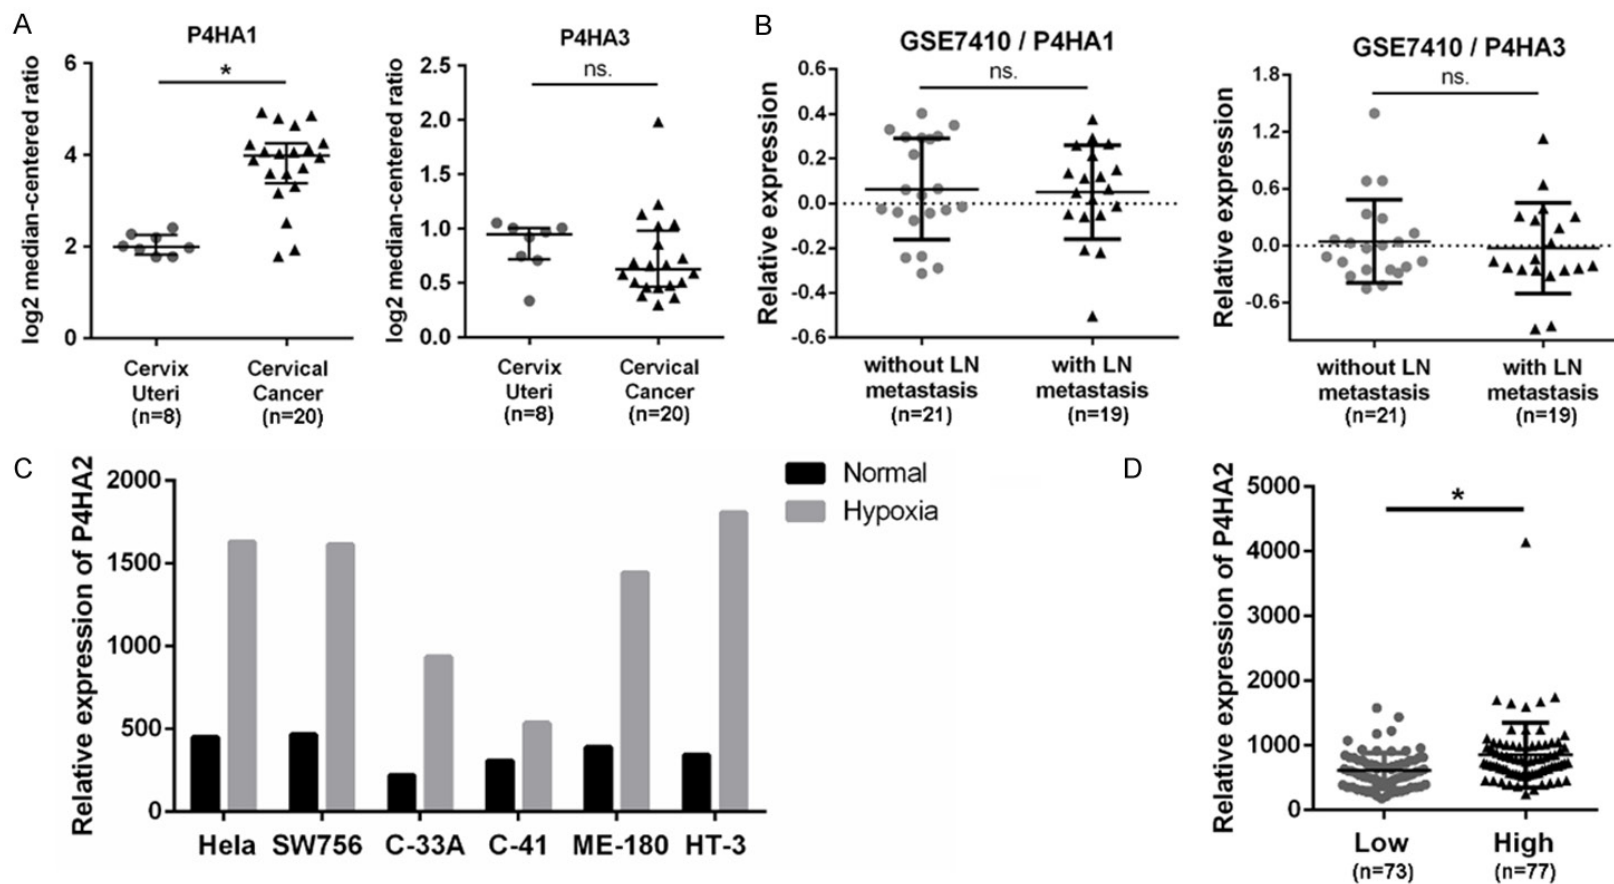 A
P4HA1
log2 median-centered ratio
6
4
2
0
*
Cervix
Uteri
(n=8)
Cervical
Cancer
(n=20)
P4HA3
log2 median-centered ratio
2.5
2.0
1.5
1.0
0.5
0.0
ns.
Cervix
Uteri
(n=8)
Cervical
Cancer
(n=20)
B
GSE7410 / P4HA1
Relative expression
0.6
0.4
0.2
0.0
-0.2
-0.4
-0.6
ns.
without LN
metastasis
(n=21)
with LN
metastasis
(n=19)
GSE7410 / P4HA3
Relative expression
1.8
1.2
0.6
0.0
-0.6
ns.
without LN
metastasis
(n=21)
with LN
metastasis
(n=19)
C
Relative expression of P4HA2
2000
1500
1000
500
0
Hela SW756 C-33A C-41 ME-180 HT-3
Normal
Hypoxia
D
Relative expression of P4HA2
5000
4000
3000
2000
1000
0
*
Low
(n=73)
High
(n=77)